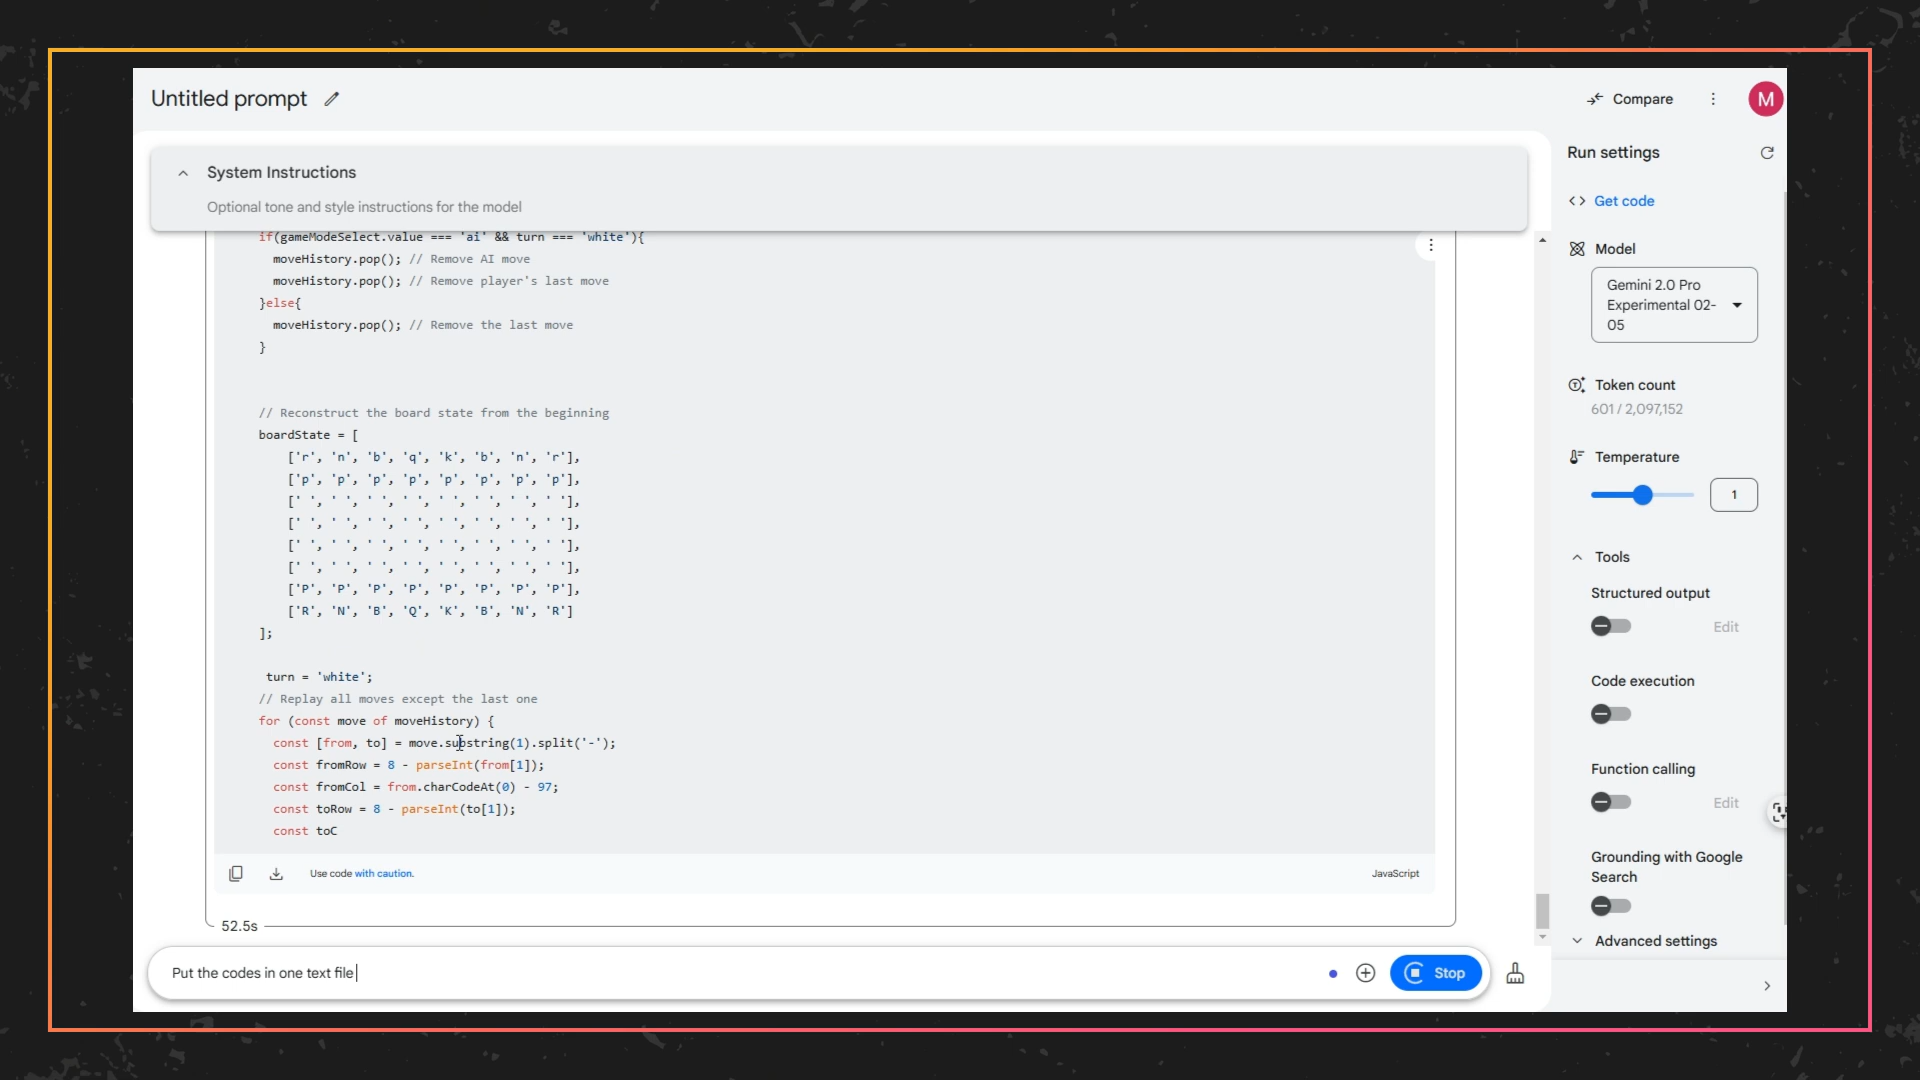 Untitled prompt
Compare
M
System Instructions
Optional tone and style instructions for the model
if(gameModeSelect.value === 'ai' && turn === 'white'){
moveHistory.pop(); // Remove AI move
moveHistory.pop(); // Remove player's last move
}else{
moveHistory.pop(); // Remove the last move
}
// Reconstruct the board state from the beginning
boardState = [
['r', 'n', 'b', 'q', 'k', 'b', 'n', 'r'],
['p', 'p', 'p', 'p', 'p', 'p', 'p', 'p'],
[' ', ' ', ' ', ' ', ' ', ' ', ' ', ' '],
[' ', ' ', ' ', ' ', ' ', ' ', ' ', ' '],
[' ', ' ', ' ', ' ', ' ', ' ', ' ', ' '],
[' ', ' ', ' ', ' ', ' ', ' ', ' ', ' '],
['P', 'P', 'P', 'P', 'P', 'P', 'P', 'P'],
['R', 'N', 'B', 'Q', 'K', 'B', 'N', 'R']
];
turn = 'white';
// Replay all moves except the last one
for (const move of moveHistory) {
const [from, to] = move.substring(1).split('-');
const fromRow = 8 - parseInt(from[1]);
const fromCol = from.charCodeAt(0) - 97;
const toRow = 8 - parseInt(to[1]);
const toC
Use code with caution.
JavaScript
52.5s
Put the codes in one text file
Stop
Run settings
<> Get code
Model
Gemini 2.0 Pro
Experimental 02-
05
Token count
601 / 2,097,152
Temperature
1
Tools
Structured output
Edit
Code execution
Function calling
Edit
Grounding with Google
Search
Advanced settings